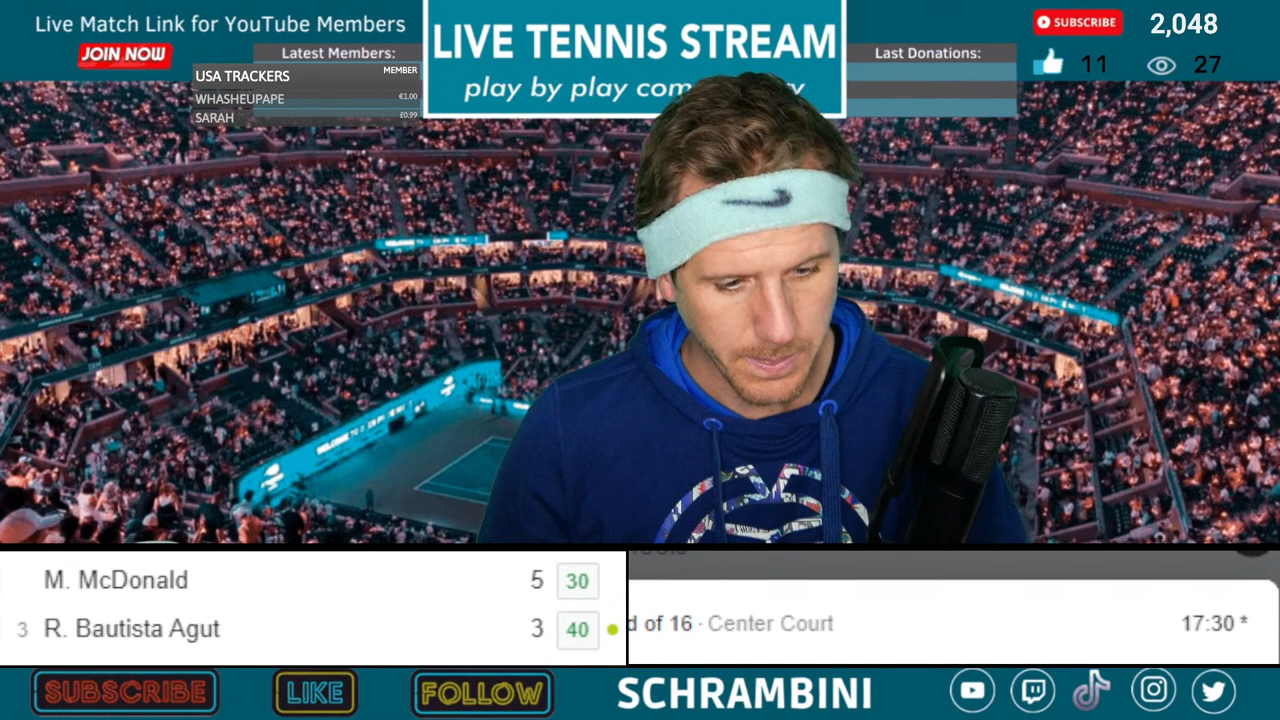 Live Match Link for YouTube Members
JOIN NOW
Latest Members:
USA TRACKERS MEMBER
WHASHEUPAPE €1.00
SARAH £0.99
LIVE TENNIS STREAM
play by play com
Last Donations:
SUBSCRIBE 2,048
11 27
M. McDonald 5 30
3 R. Bautista Agut 3 40
d of 16 · Center Court 17:30 *
SUBSCRIBE LIKE FOLLOW SCHRAMBINI